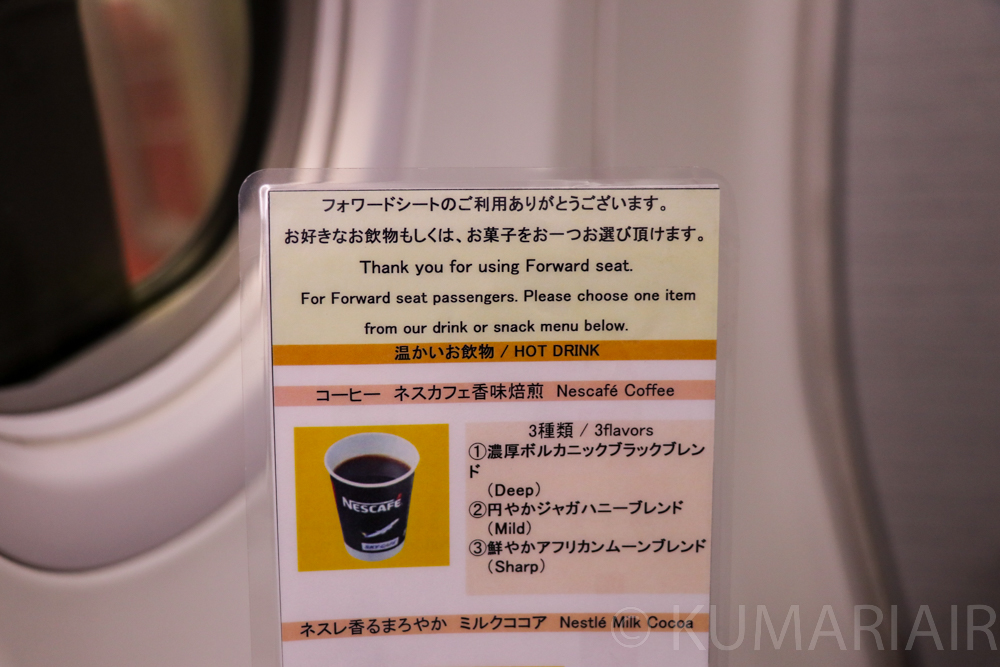 フォワードシートのご利用ありがとうございます。
お好きなお飲物もしくは、お菓子をお一つお選び頂けます。
Thank you for using Forward seat.
For Forward seat passengers. Please choose one item
from our drink or snack menu below.
温かいお飲物 / HOT DRINK
コーヒー ネスカフェ香味焙煎 Nescafé Coffee
NESCAFÉ
3種類 / 3flavors
①濃厚ボルカニックブラックブレン
ド
(Deep)
②円やかジャガハニーブレンド
(Mild)
③鮮やかアフリカンムーンブレンド
(Sharp)
ネスレ香るまろやか ミルクココア Nestlé Milk Cocoa
© KUMARIAIR